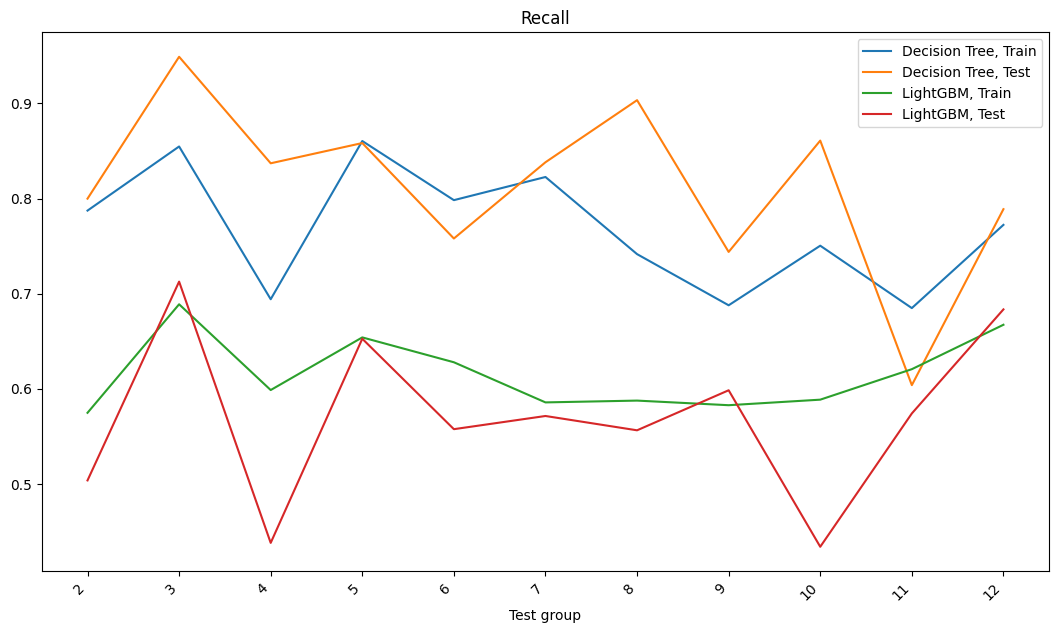 Recall
Decision Tree, Train
Decision Tree, Test
LightGBM, Train
LightGBM, Test
0.9
0.8
0.7
0.6
0.5
2 3 4 5 6 7 8 9 10 11 12
Test group